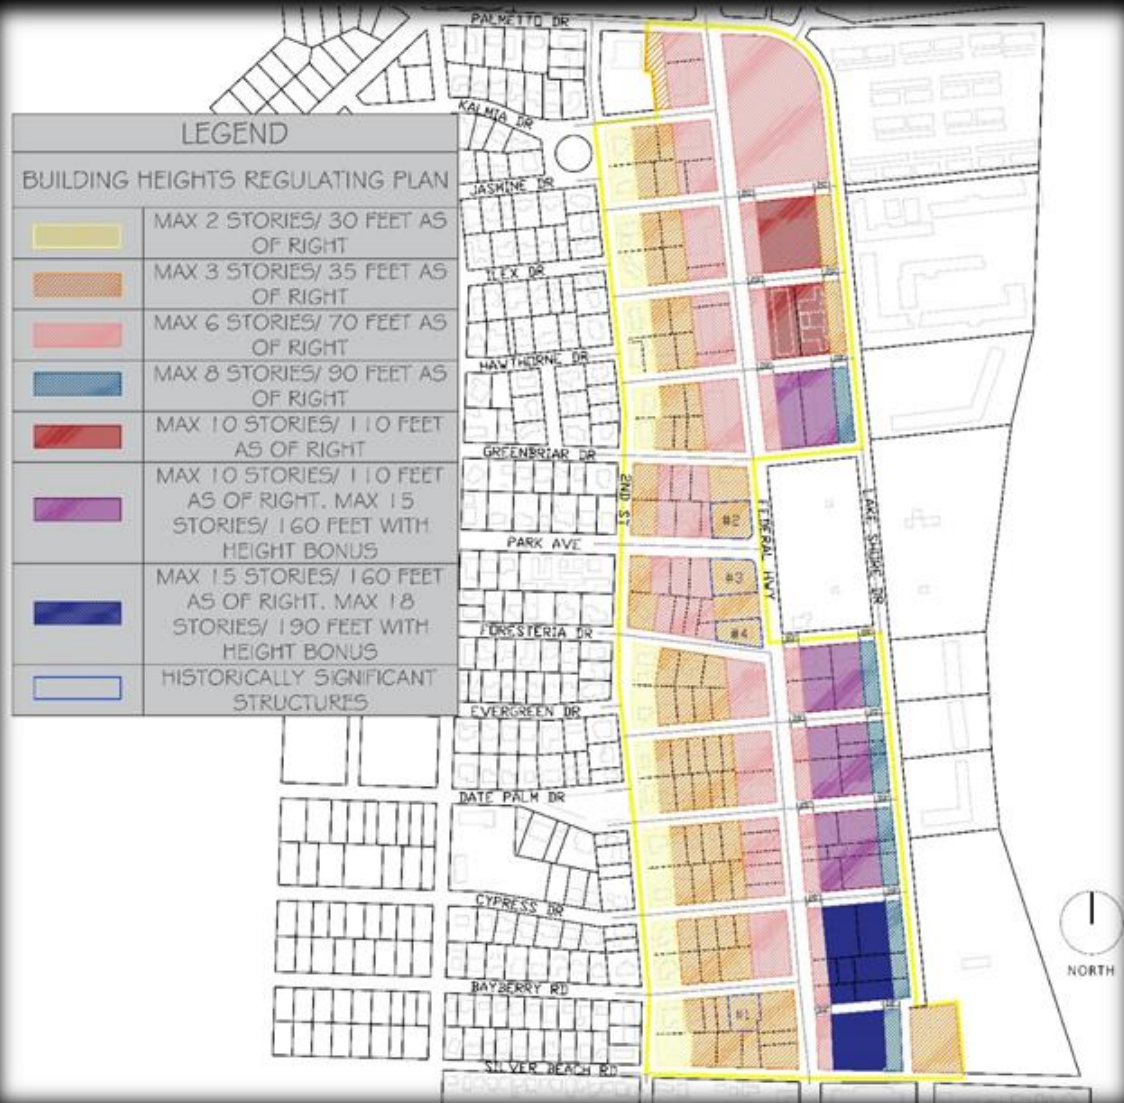 PALMETTO DR
KALMIA DR
LEGEND
BUILDING HEIGHTS REGULATING PLAN
MAX 2 STORIES/ 30 FEET AS
OF RIGHT
MAX 3 STORIES/ 35 FEET AS
OF RIGHT
MAX 6 STORIES/ 70 FEET AS
OF RIGHT
MAX 8 STORIES/ 90 FEET AS
OF RIGHT
MAX 10 STORIES/ 110 FEET
AS OF RIGHT
MAX 10 STORIES/ 110 FEET
AS OF RIGHT. MAX 15
STORIES/ 160 FEET WITH
HEIGHT BONUS
MAX 15 STORIES/ 160 FEET
AS OF RIGHT. MAX 18
STORIES/ 190 FEET WITH
HEIGHT BONUS
HISTORICALLY SIGNIFICANT
STRUCTURES
JASMINE DR
ILEX DR
HAWTHORNE DR
GREENBRIAR DR
2ND ST
#2
FEDERAL HWY
LAKE SHORE DR
PARK AVE
#3
FORESTERIA DR
#4
EVERGREEN DR
DATE PALM DR
CYPRESS DR
NORTH
BAYBERRY RD
#1
SILVER BEACH RD